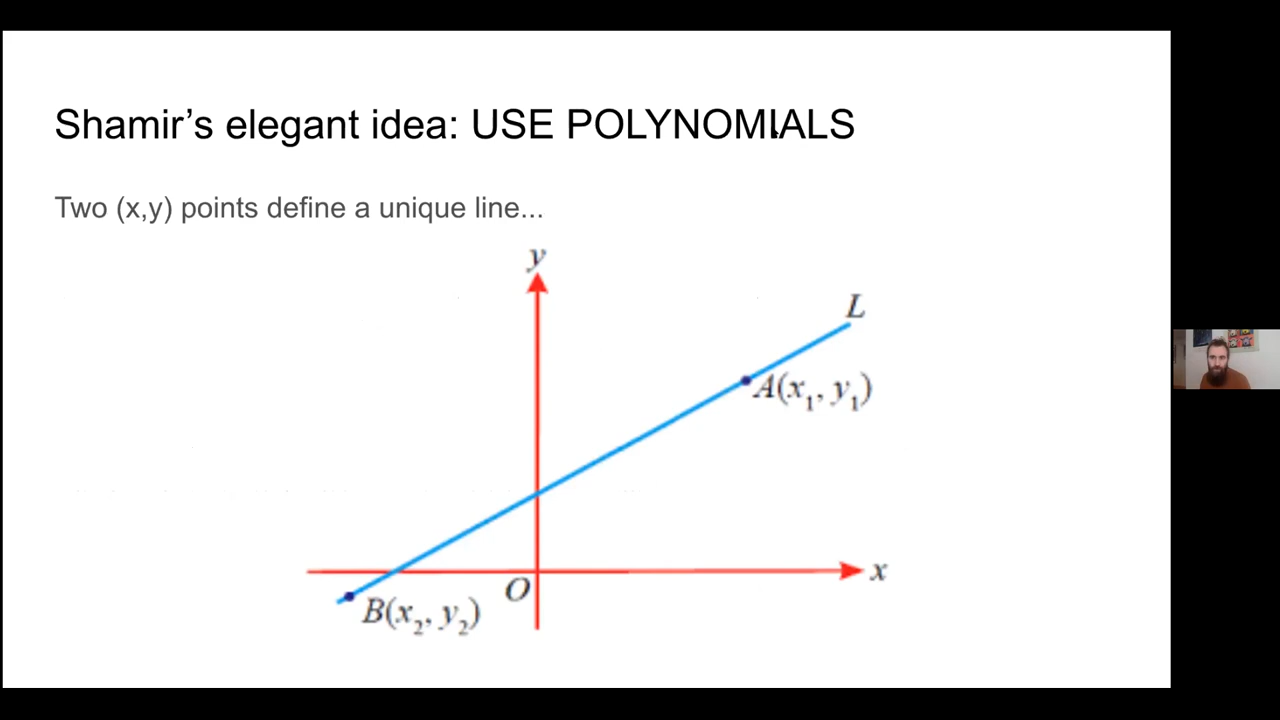 Shamir's elegant idea: USE POLYNOMIALS
Two (x,y) points define a unique line...
y
L
A(x₁, y₁)
x
O
B(x₂, y₂)